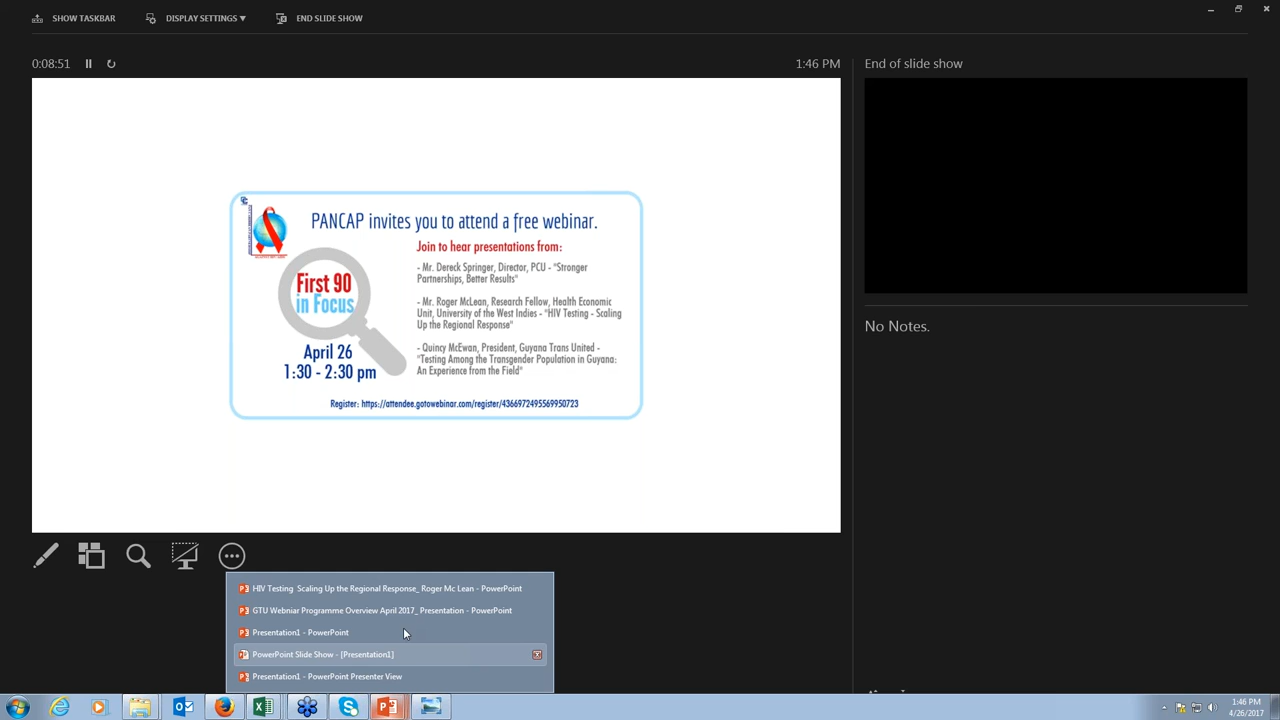 SHOW TASKBAR DISPLAY SETTINGS ▼ END SLIDE SHOW
0:08:51 1:46 PM
End of slide show
PANCAP invites you to attend a free webinar.
Join to hear presentations from:
First 90
in Focus
April 26
1:30 - 2:30 pm
- Mr. Dereck Springer, Director, PCU - "Stronger
Partnerships, Better Results"
- Mr. Roger McLean, Research Fellow, Health Economic
Unit, University of the West Indies - "HIV Testing - Scaling
Up the Regional Response"
- Quincy McEwan, President, Guyana Trans United -
"Testing Among the Transgender Population in Guyana:
An Experience from the Field"
Register: https://attendee.gotowebinar.com/register/4366972495569950723
No Notes.
HIV Testing Scaling Up the Regional Response_ Roger Mc Lean - PowerPoint
GTU Webniar Programme Overview April 2017_ Presentation - PowerPoint
Presentation1 - PowerPoint
PowerPoint Slide Show - [Presentation1]
Presentation1 - PowerPoint Presenter View
1:46 PM
4/26/2017